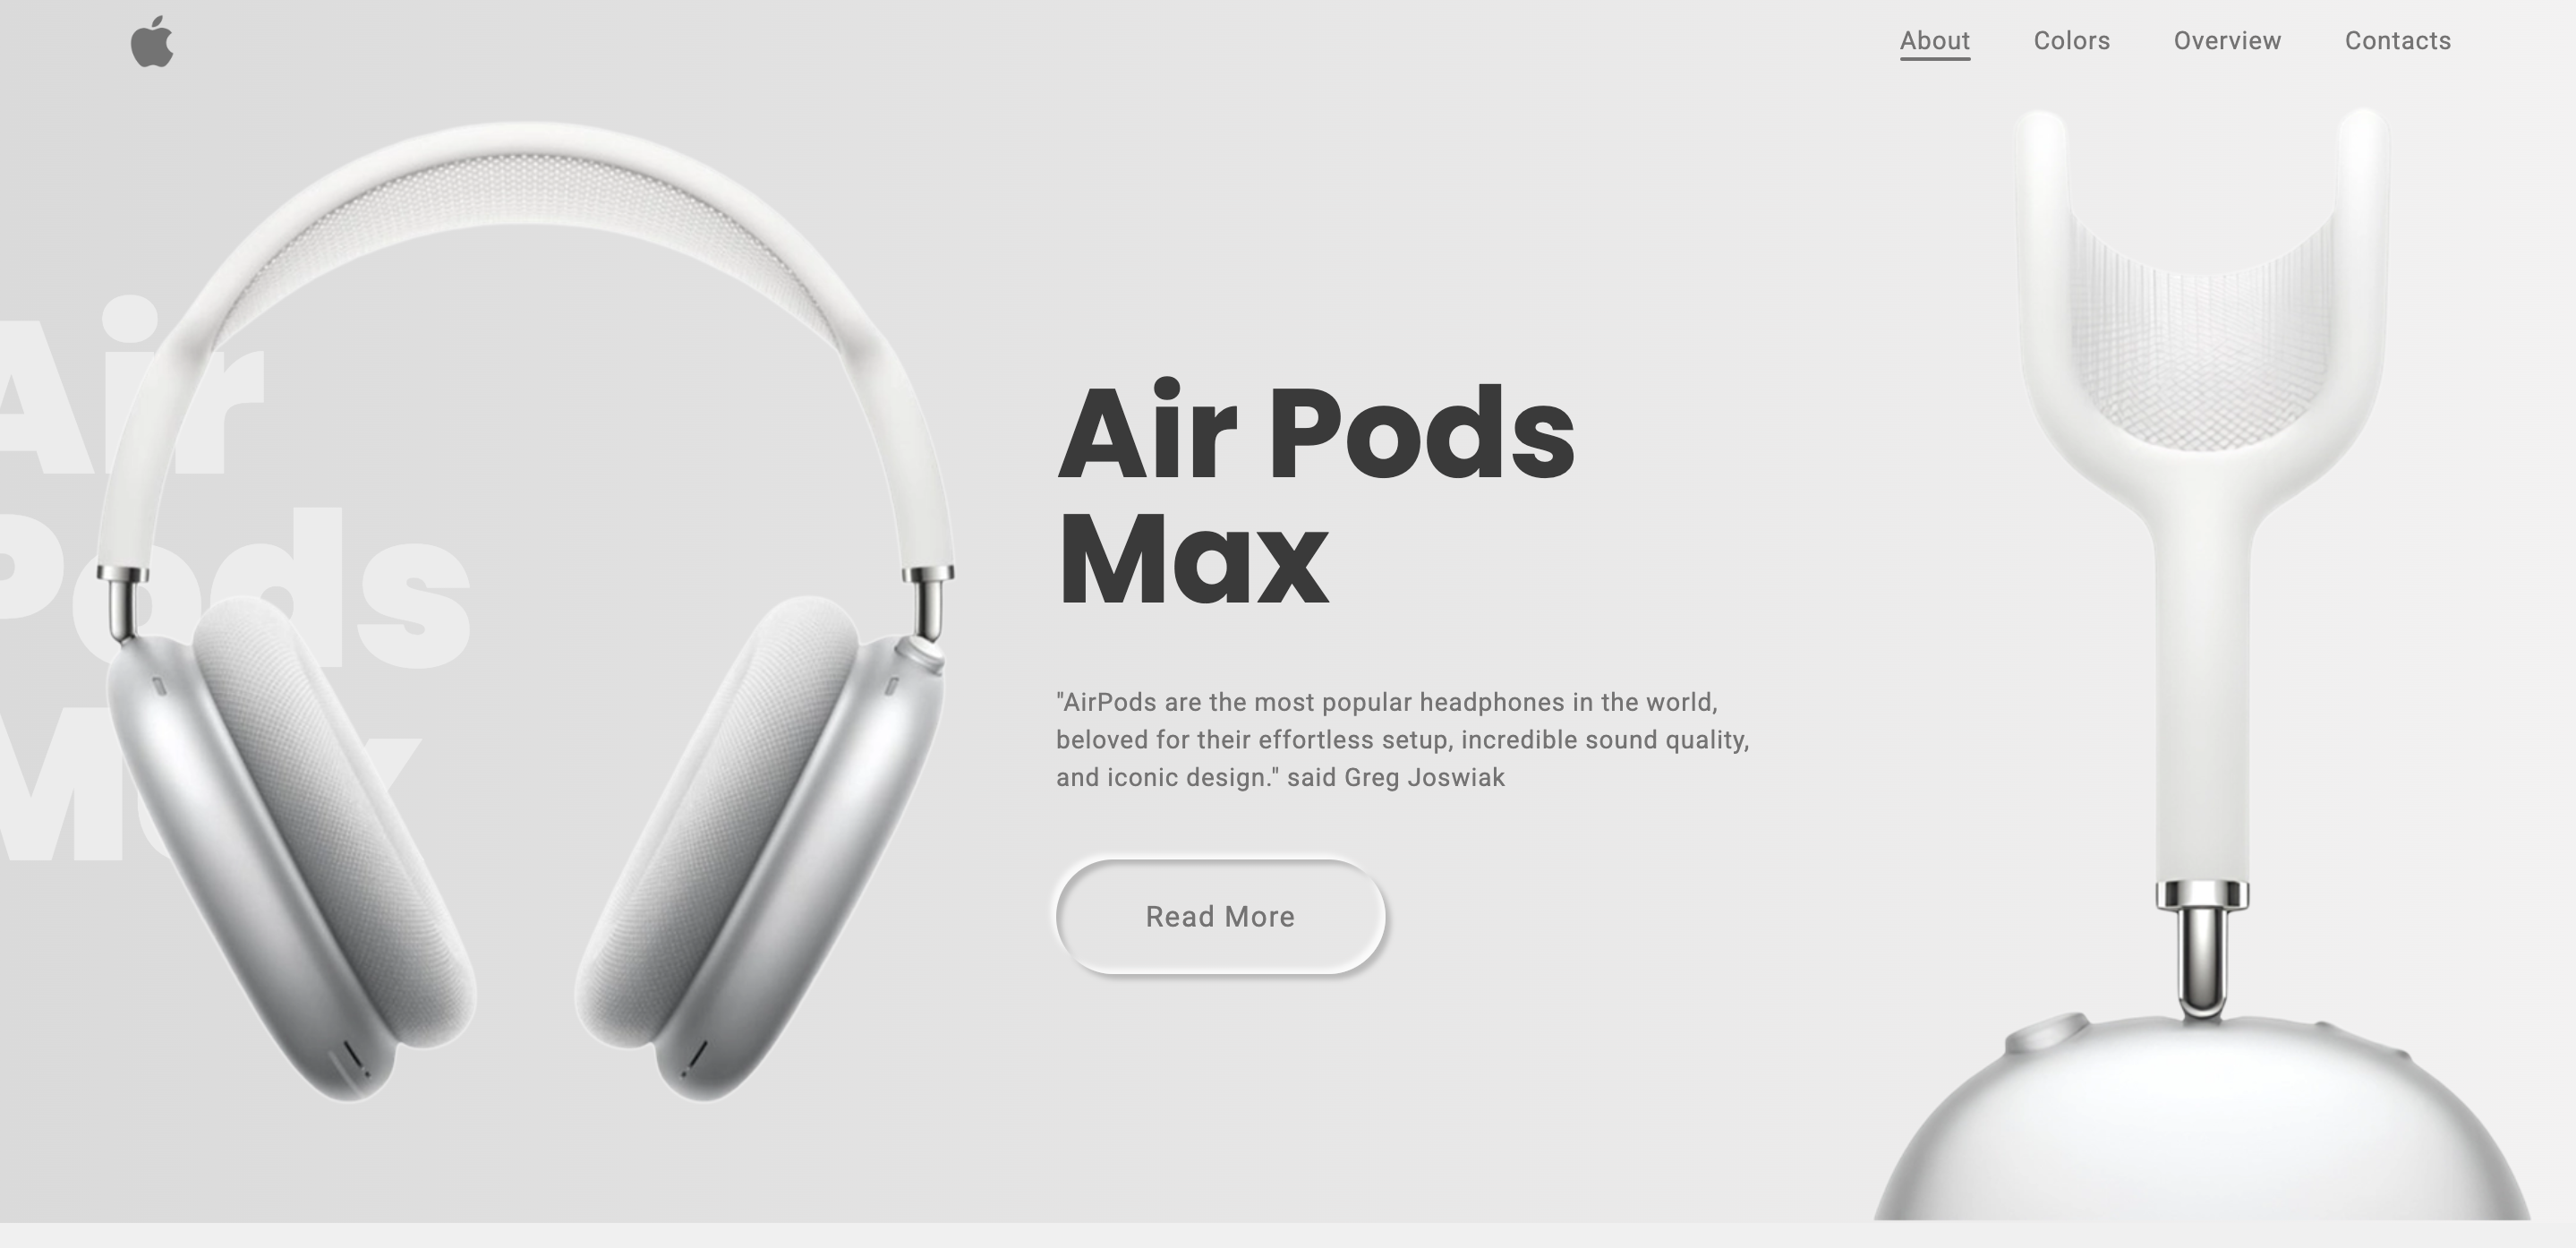 About
Colors
Overview
Contacts
Air
Pods
Air Pods
Max
"AirPods are the most popular headphones in the world,
beloved for their effortless setup, incredible sound quality,
and iconic design." said Greg Joswiak
Read More